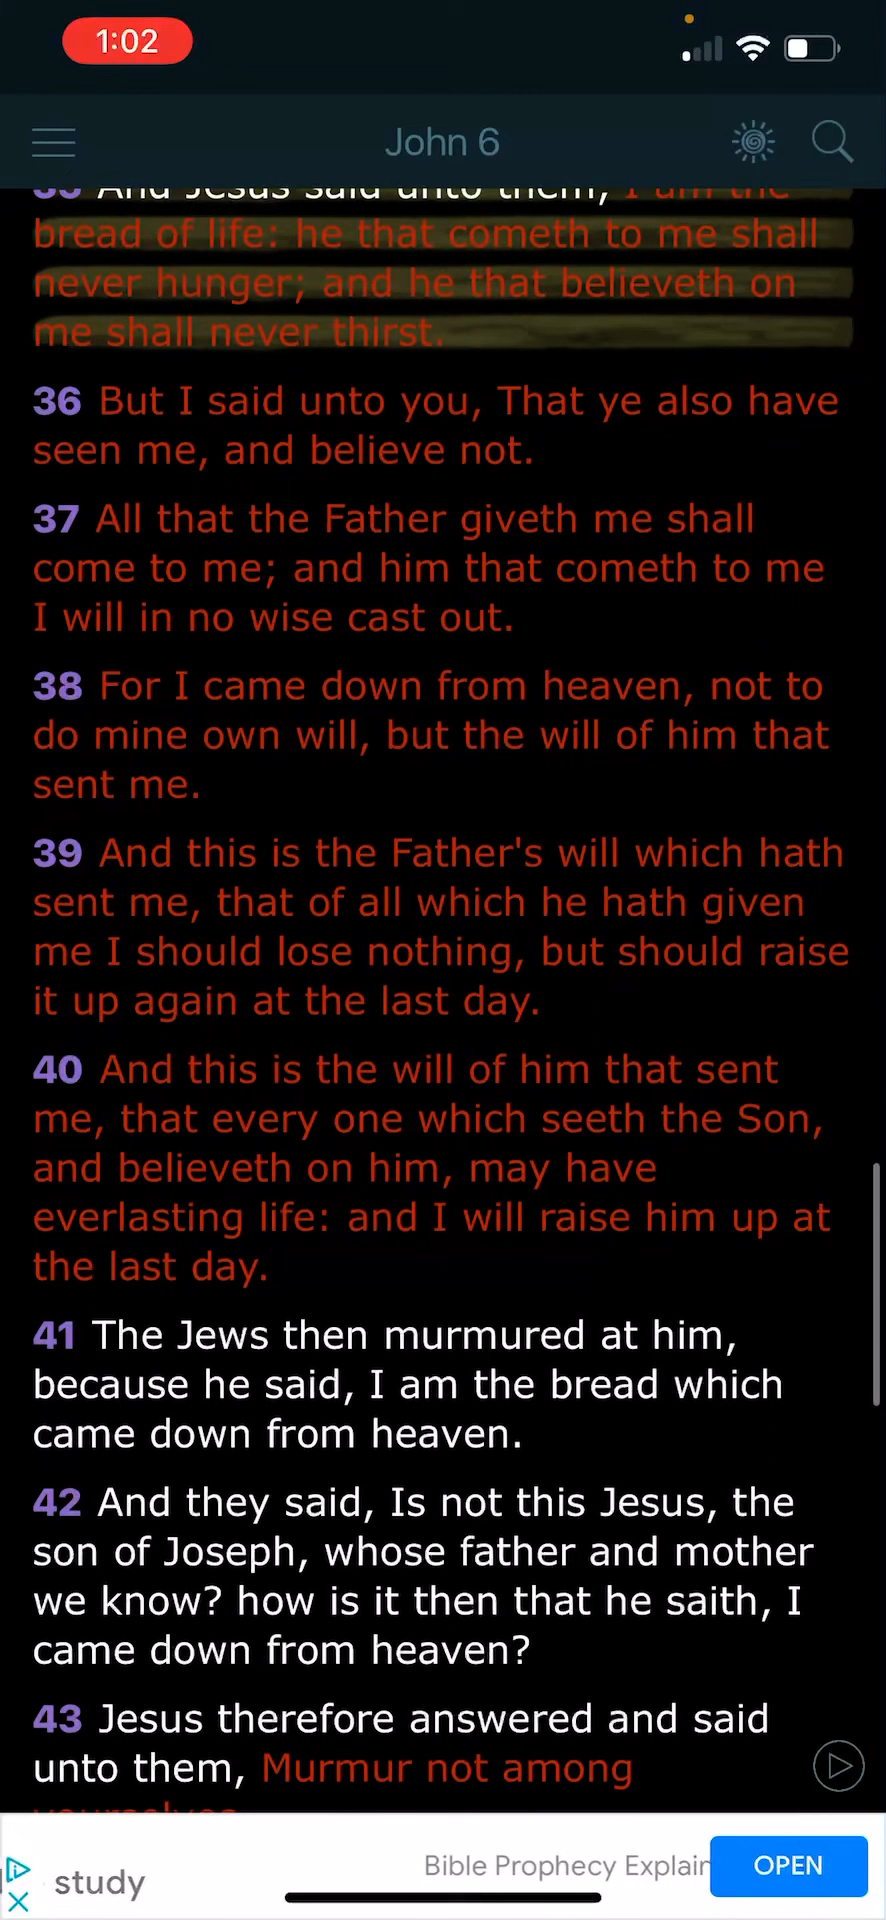 1:02
John 6
35 And Jesus said unto them, I am the
bread of life: he that cometh to me shall
never hunger; and he that believeth on
me shall never thirst.
36 But I said unto you, That ye also have
seen me, and believe not.
37 All that the Father giveth me shall
come to me; and him that cometh to me
I will in no wise cast out.
38 For I came down from heaven, not to
do mine own will, but the will of him that
sent me.
39 And this is the Father's will which hath
sent me, that of all which he hath given
me I should lose nothing, but should raise
it up again at the last day.
40 And this is the will of him that sent
me, that every one which seeth the Son,
and believeth on him, may have
everlasting life: and I will raise him up at
the last day.
41 The Jews then murmured at him,
because he said, I am the bread which
came down from heaven.
42 And they said, Is not this Jesus, the
son of Joseph, whose father and mother
we know? how is it then that he saith, I
came down from heaven?
43 Jesus therefore answered and said
unto them, Murmur not among
yourselves
study
Bible Prophecy Explain
OPEN